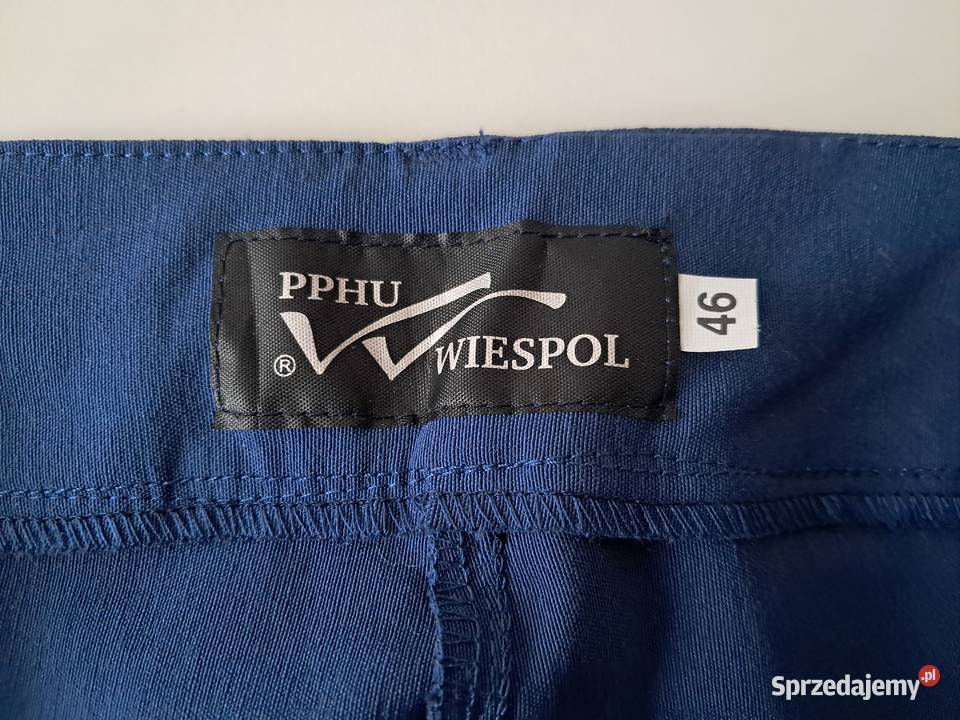 PPHU
® WIESPOL
46
Sprzedajemy.pl